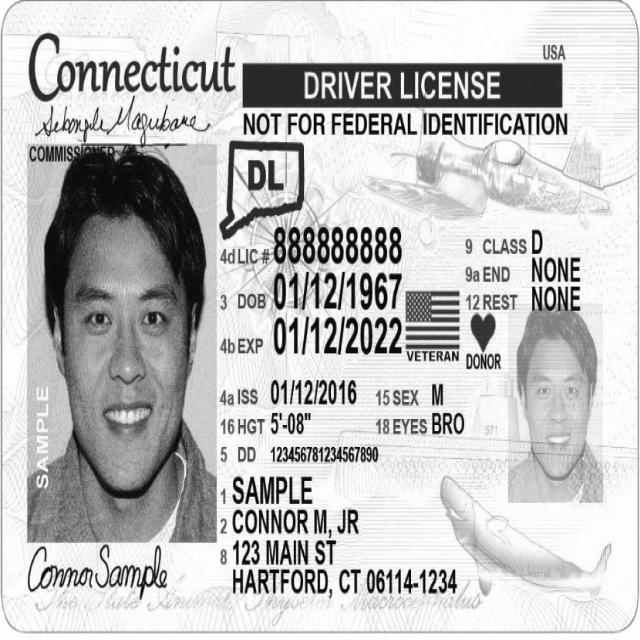 USA
Connecticut
DRIVER LICENSE
NOT FOR FEDERAL IDENTIFICATION
COMMISSIONER
DL
4d LIC # 888888888
9 CLASS D
3 DOB 01/12/1967
9a END NONE
12 REST NONE
4b EXP 01/12/2022
VETERAN
DONOR
4a ISS 01/12/2016
15 SEX M
16 HGT 5'-08"
18 EYES BRO
571
5 DD 123456781234567890
SAMPLE
1 SAMPLE
2 CONNOR M, JR
8 123 MAIN ST
HARTFORD, CT 06114-1234
Connor Sample
The State Animal, Physeter Macrocephalus